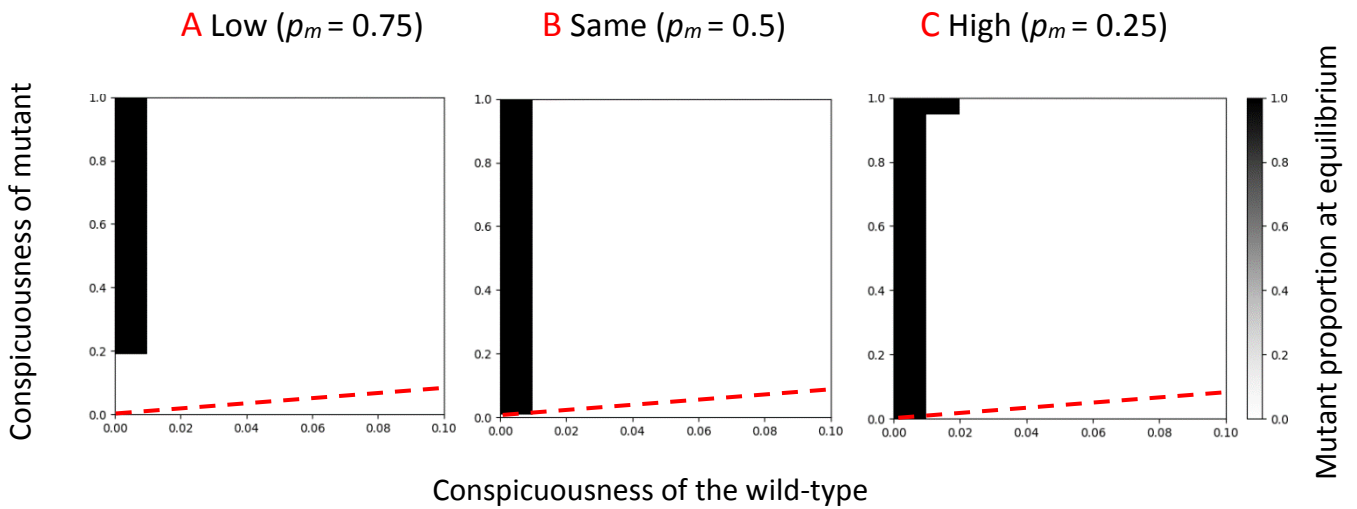 A Low (pm = 0.75)
B Same (pm = 0.5)
C High (pm = 0.25)
Conspicuousness of mutant
1.0
0.8
0.6
0.4
0.2
0.0
0.00 0.02 0.04 0.06 0.08 0.10
1.0
0.8
0.6
0.4
0.2
0.0
0.00 0.02 0.04 0.06 0.08 0.10
1.0
0.8
0.6
0.4
0.2
0.0
0.00 0.02 0.04 0.06 0.08 0.10
1.0
0.8
0.6
0.4
0.2
0.0
Mutant proportion at equilibrium
Conspicuousness of the wild-type